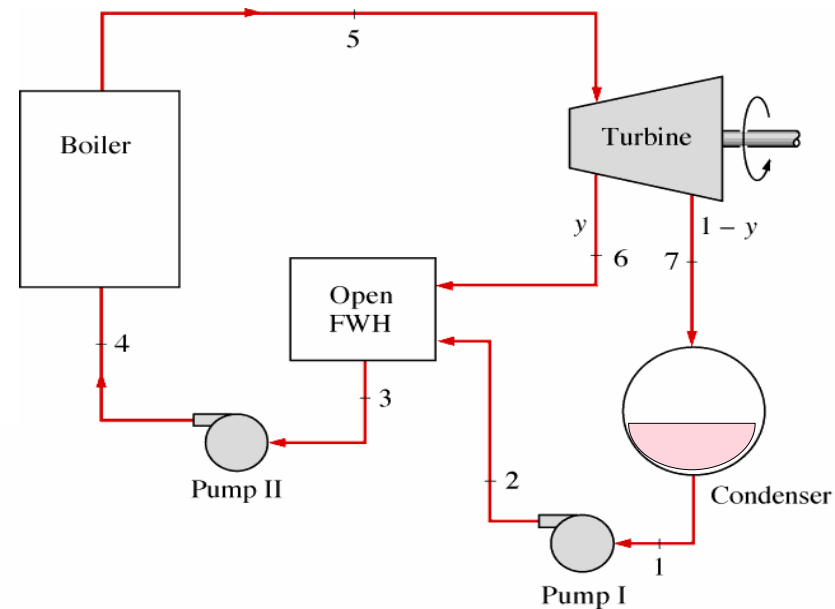 5
Boiler
Turbine
y
1 – y
6
7
Open
FWH
4
3
2
Pump II
Condenser
1
Pump I